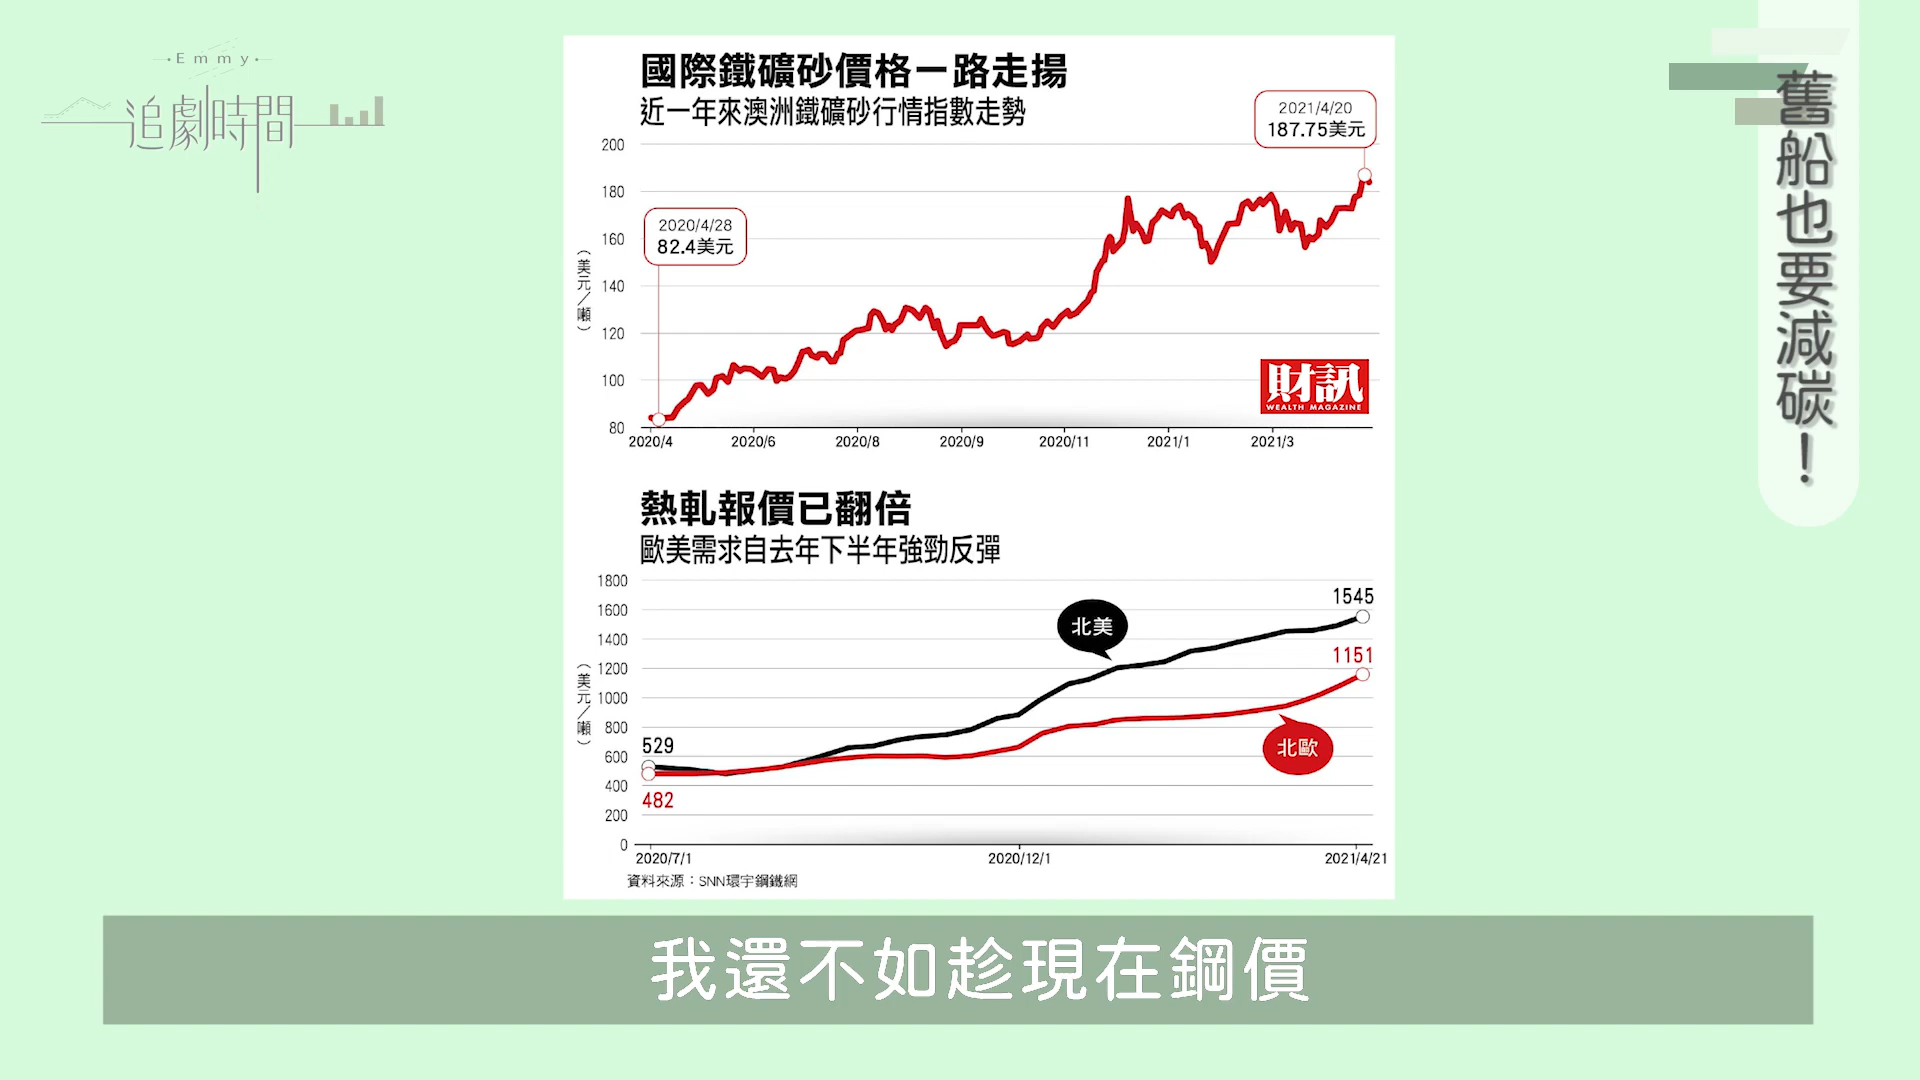 Emmy
追劇時間
舊船也要減碳！
國際鐵礦砂價格一路走揚
近一年來澳洲鐵礦砂行情指數走勢
2021/4/20
187.75美元
2020/4/28
82.4美元
（美元／噸）
200
180
160
140
120
100
80
2020/4 2020/6 2020/8 2020/9 2020/11 2021/1 2021/3
財訊
WEALTH MAGAZINE
熱軋報價已翻倍
歐美需求自去年下半年強勁反彈
（美元／噸）
1800
1600
1400
1200
1000
800
600
400
200
0
北美
1545
1151
北歐
529
482
2020/7/1 2020/12/1 2021/4/21
資料來源：SNN環宇鋼鐵網
我還不如趁現在鋼價